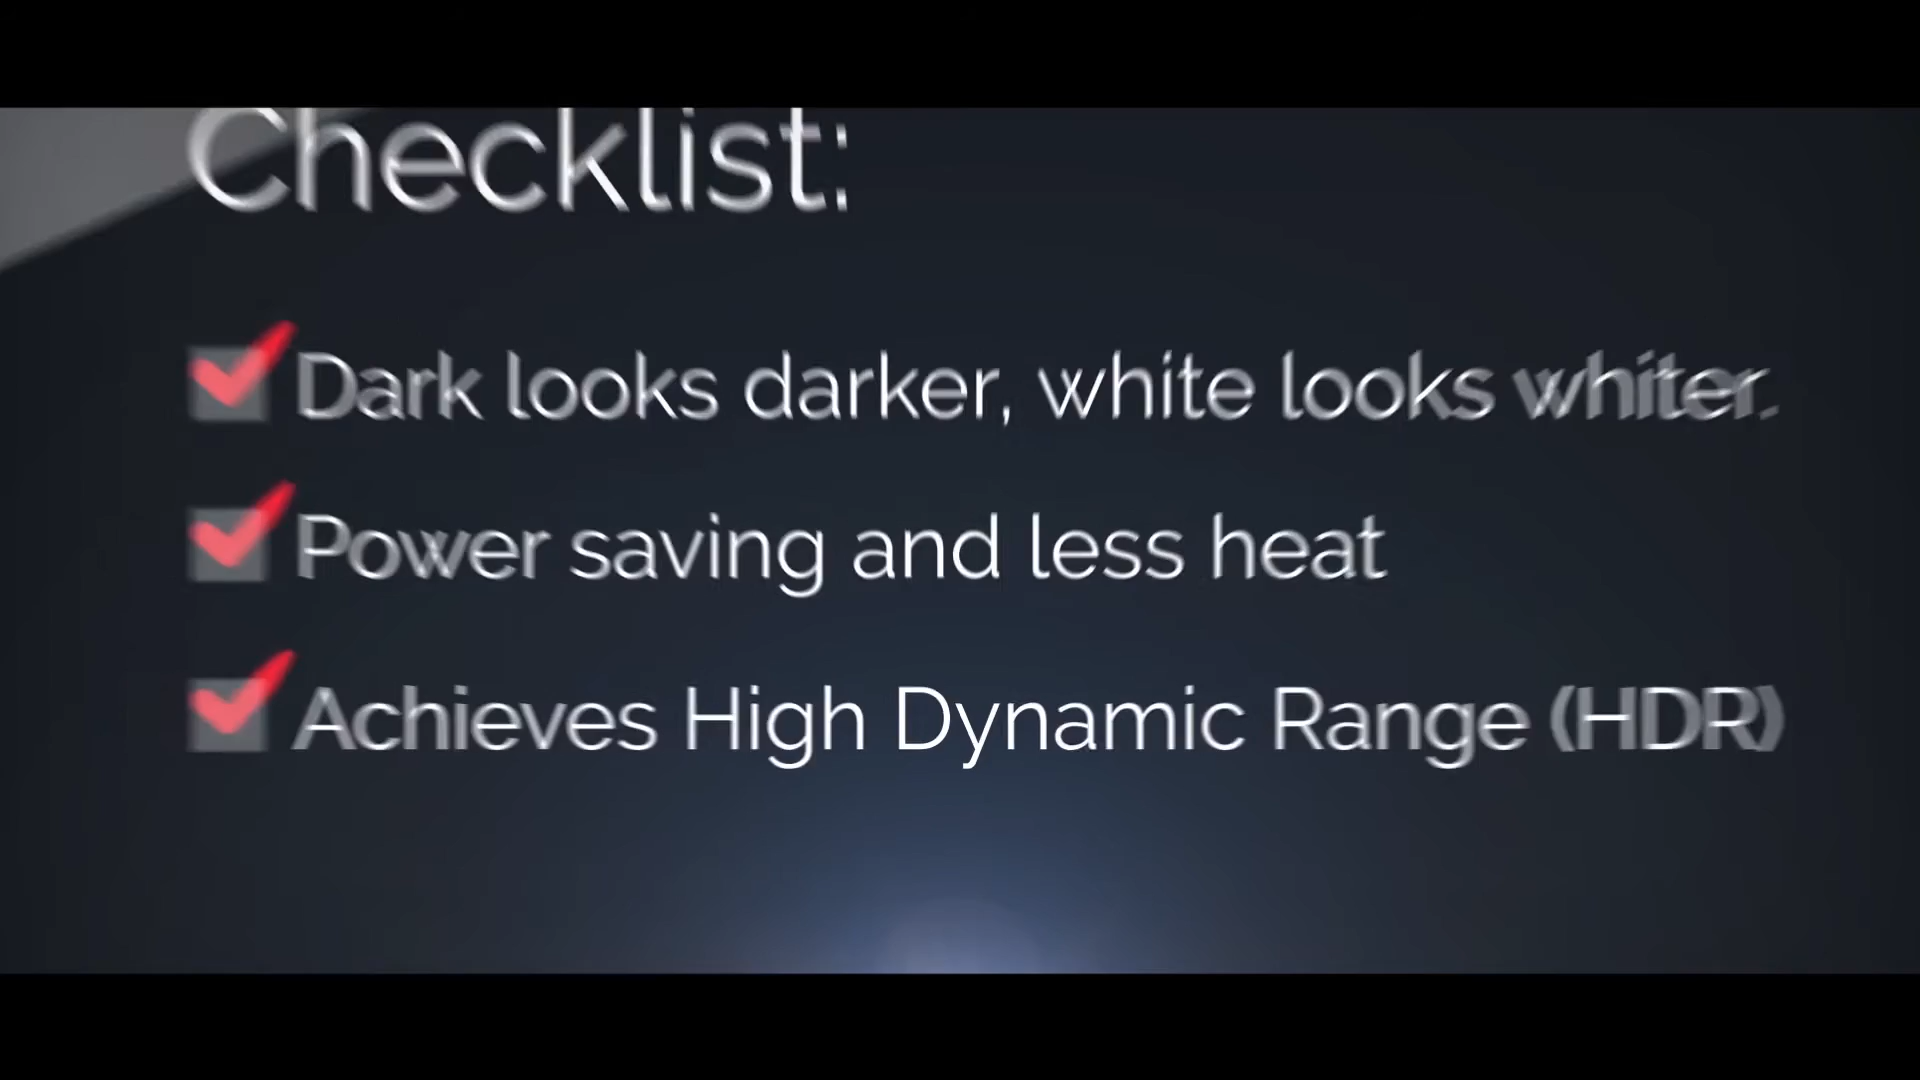 Checklist:
Dark looks darker, white looks whiter.
Power saving and less heat
Achieves High Dynamic Range (HDR)